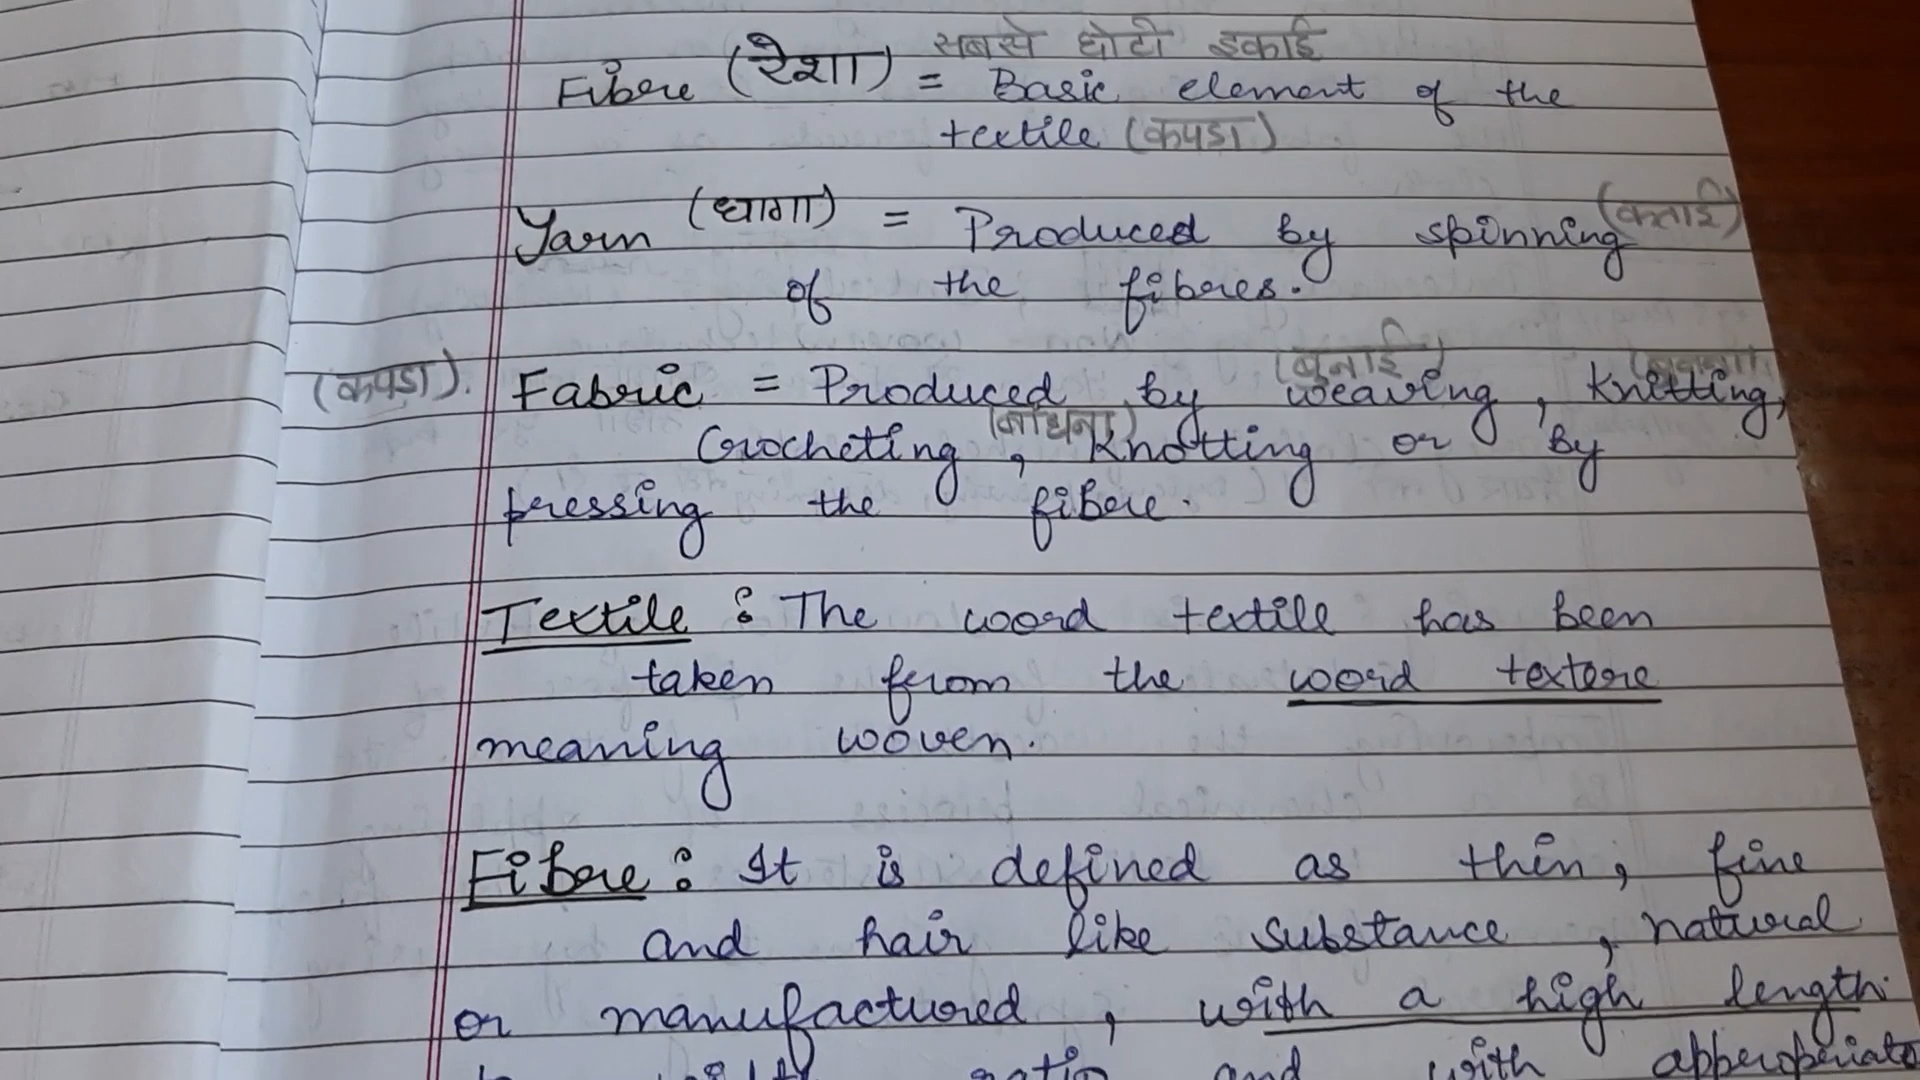 सबसे छोटी इकाई
Fibre (रेशा) = Basic element of the
textile (कपडा)
Yarn (धागा) = Produced by spinning (कताई)
of the fibres.
(बुनाई)
(कपडा). Fabric = Produced by weaving, Knitting,
(बांधना)
Crocheting, Knotting or By
pressing the fibre.
Textile : The word textile has been
taken from the word textere
meaning woven.
Fibre : It is defined as thin, fine
and hair like substance, natural
or manufactured, with a high length
ratio and with